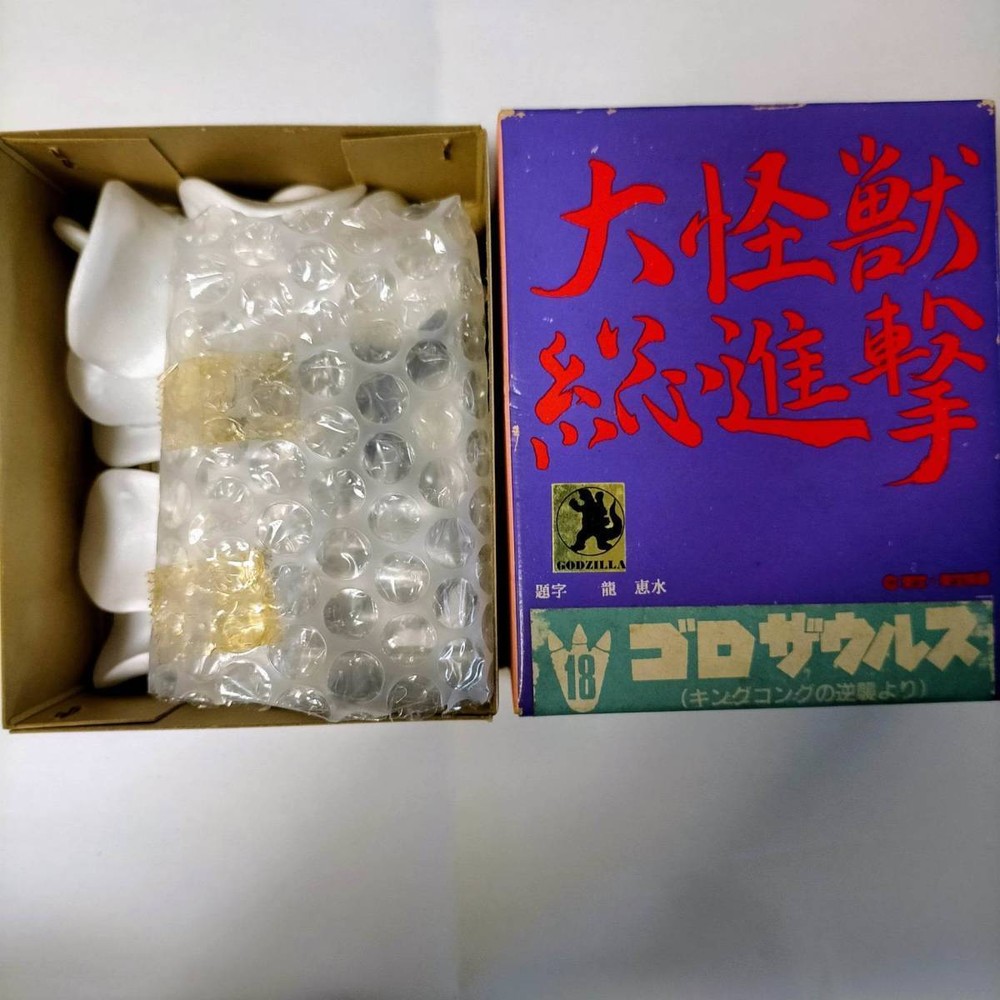 大怪獣
総進撃
GODZILLA
題字 龍 恵水
18 ゴロザウルス
(キングコングの逆襲より)